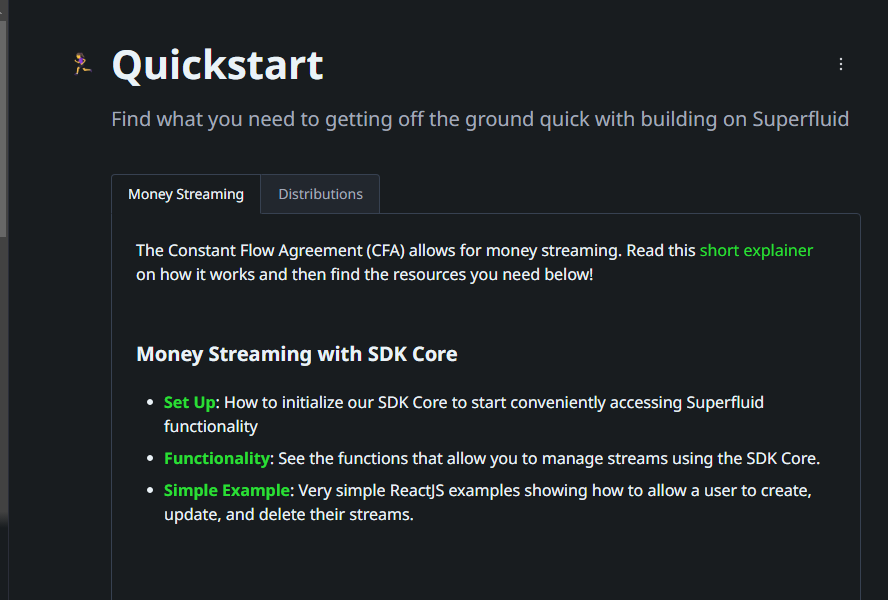 Quickstart
Find what you need to getting off the ground quick with building on Superfluid
Money Streaming
Distributions
The Constant Flow Agreement (CFA) allows for money streaming. Read this short explainer
on how it works and then find the resources you need below!
Money Streaming with SDK Core
Set Up: How to initialize our SDK Core to start conveniently accessing Superfluid
functionality
Functionality: See the functions that allow you to manage streams using the SDK Core.
Simple Example: Very simple ReactJS examples showing how to allow a user to create,
update, and delete their streams.